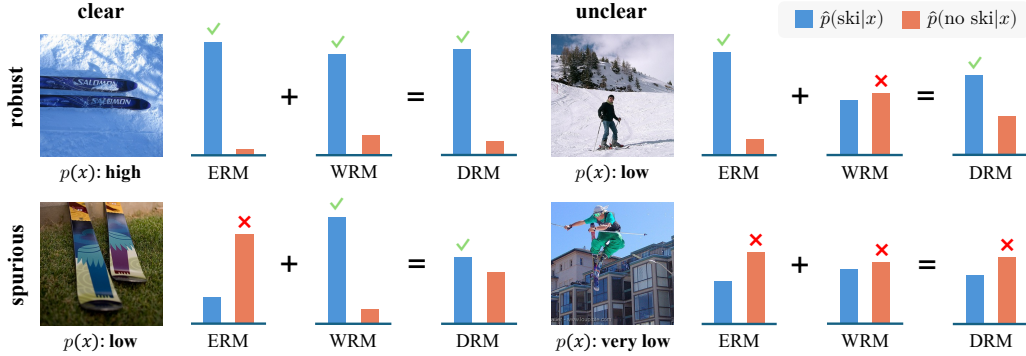 clear
unclear
p̂(ski|x) p̂(no ski|x)
robust
SALOMON
SALOMON
+ =
+ =
ERM WRM DRM
ERM WRM DRM
p(x): high
p(x): low
spurious
+ =
+ =
ERM WRM DRM
ERM WRM DRM
p(x): low
p(x): very low